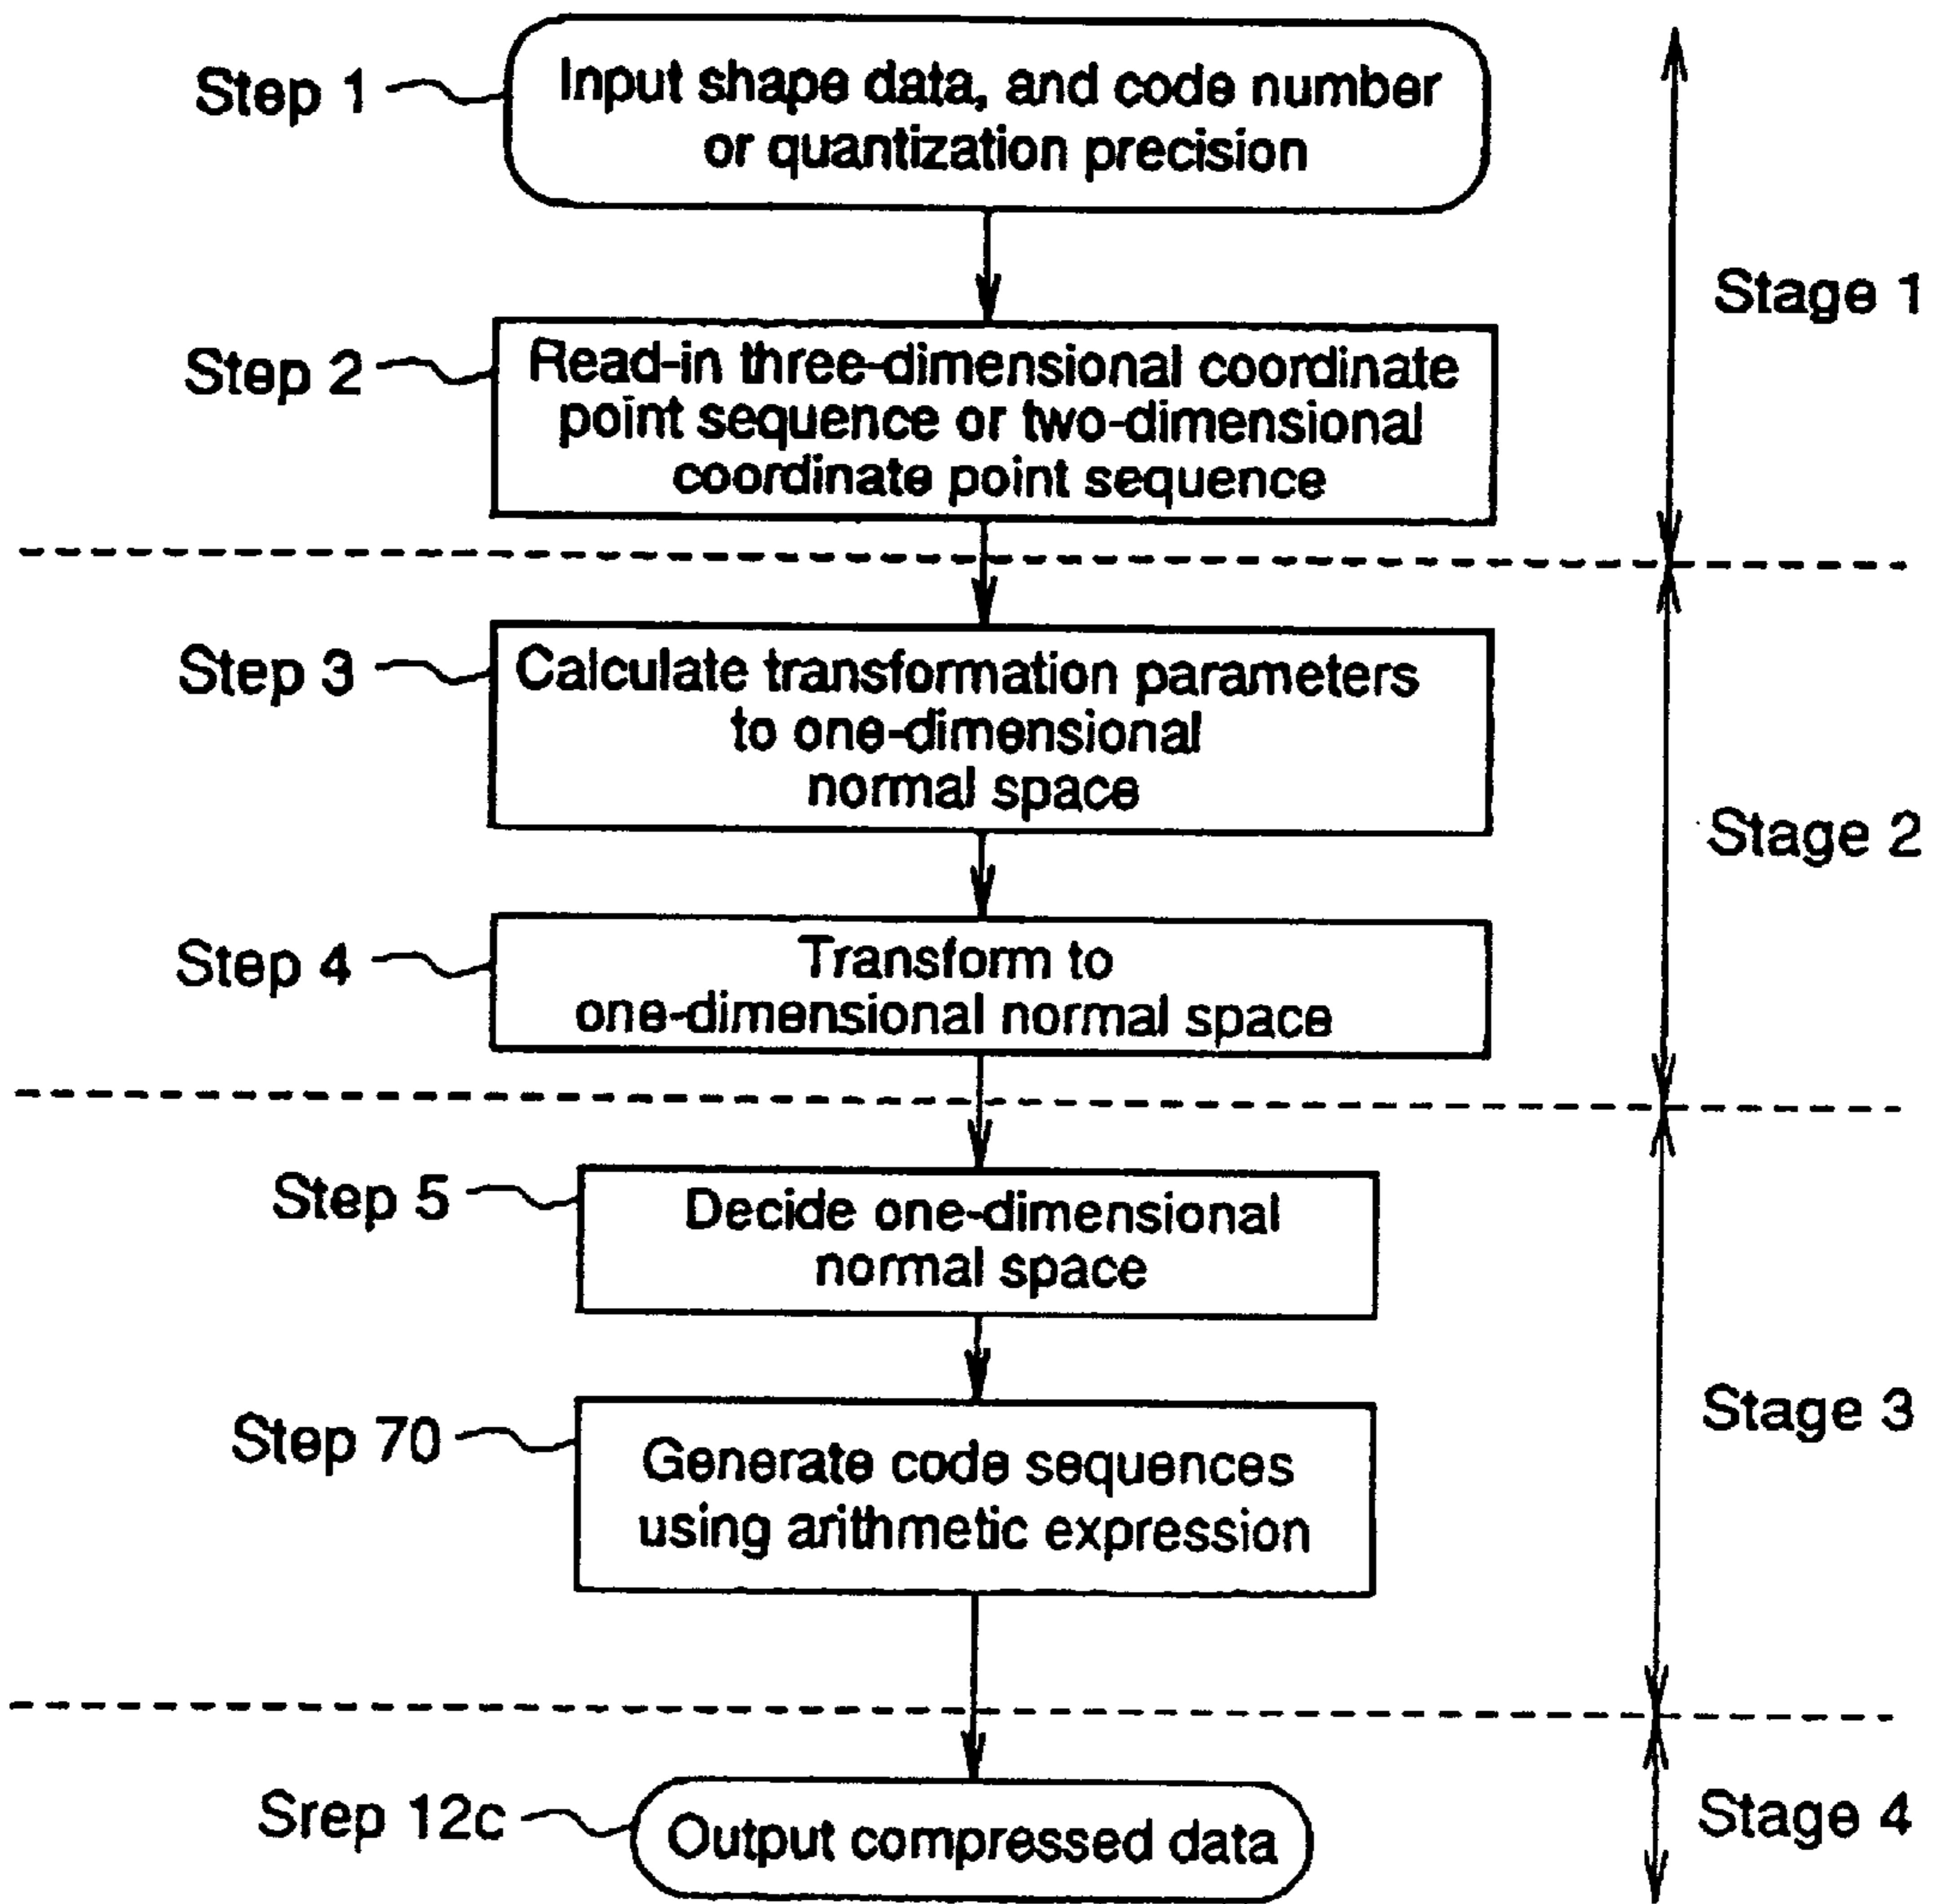 Step 1
Input shape data, and code number
or quantization precision
Stage 1
Step 2
Read-in three-dimensional coordinate
point sequence or two-dimensional
coordinate point sequence
Step 3
Calculate transformation parameters
to one-dimensional
normal space
Stage 2
Step 4
Transform to
one-dimensional normal space
Step 5
Decide one-dimensional
normal space
Stage 3
Step 70
Generate code sequences
using arithmetic expression
Srep 12c
Output compressed data
Stage 4